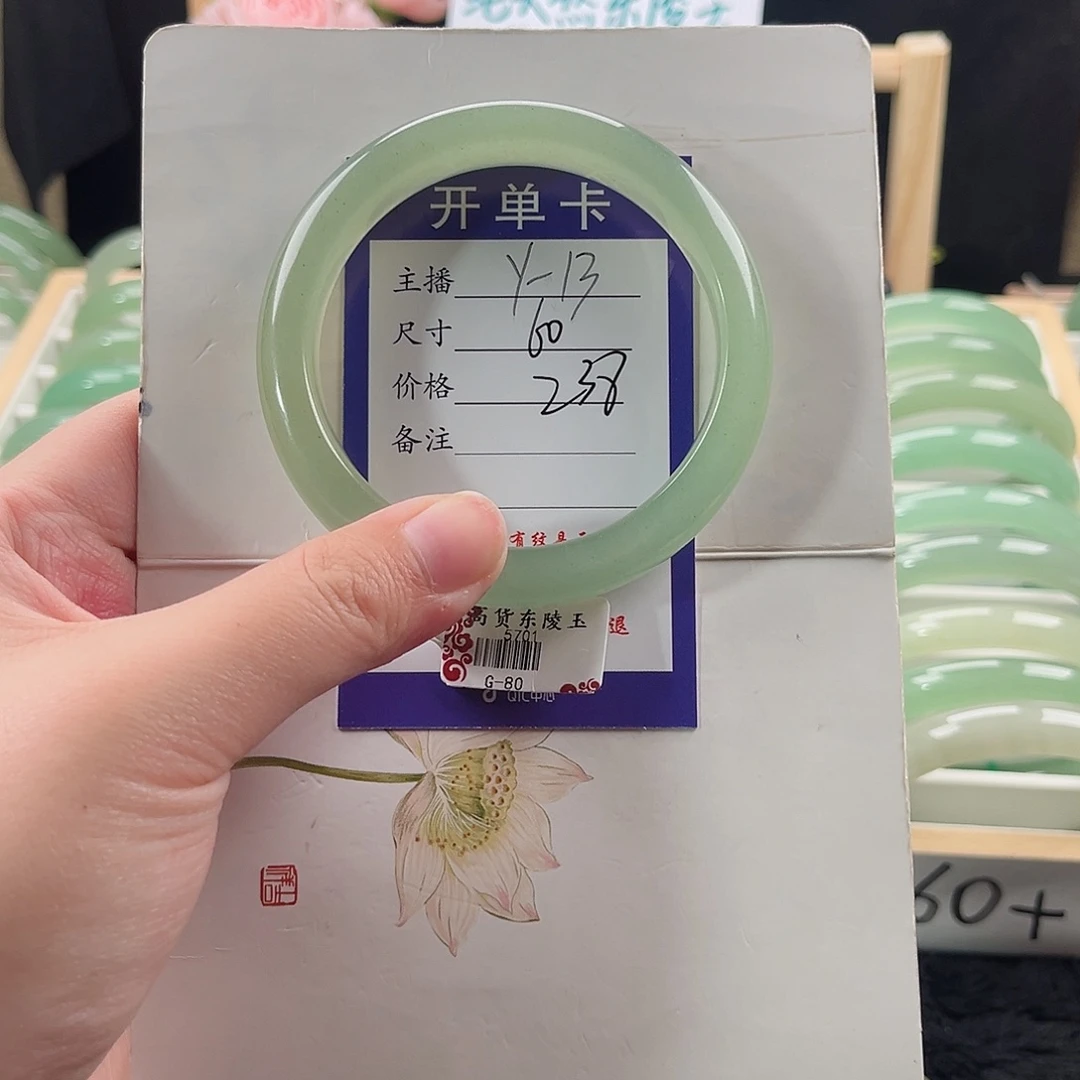 开单卡
主播 Y-13
尺寸 60
价格 238
备注
有纹是
高货东陵玉
退
5701
G-80
60+